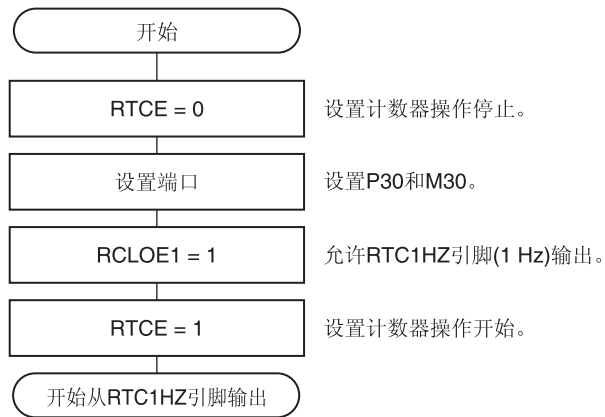 开始
RTCE = 0
设置计数器操作停止。
设置端口
设置P30和M30。
RCLOE1 = 1
允许RTC1HZ引脚(1 Hz)输出。
RTCE = 1
设置计数器操作开始。
开始从RTC1HZ引脚输出